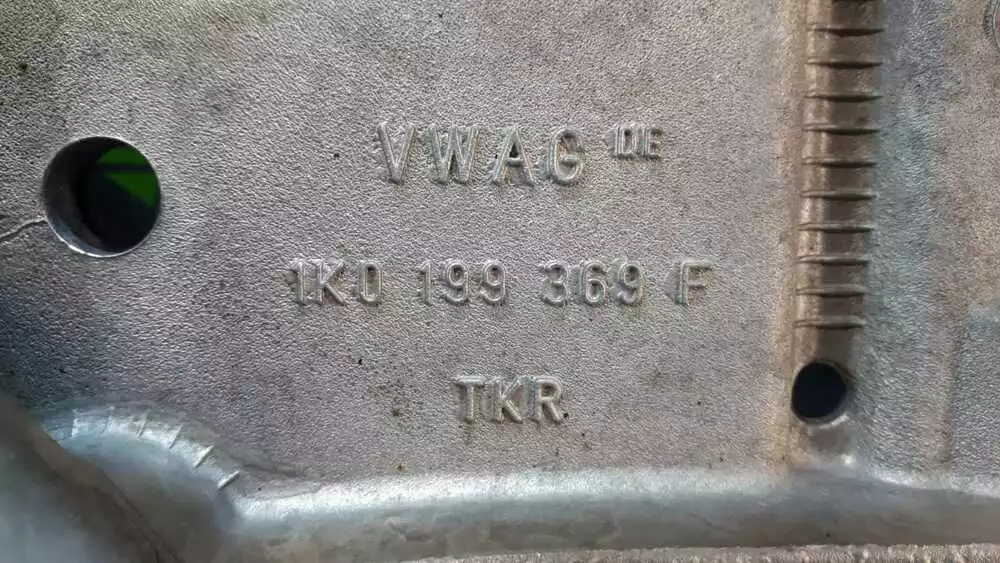 VWAG DE
1K0 199 369 F
TKR